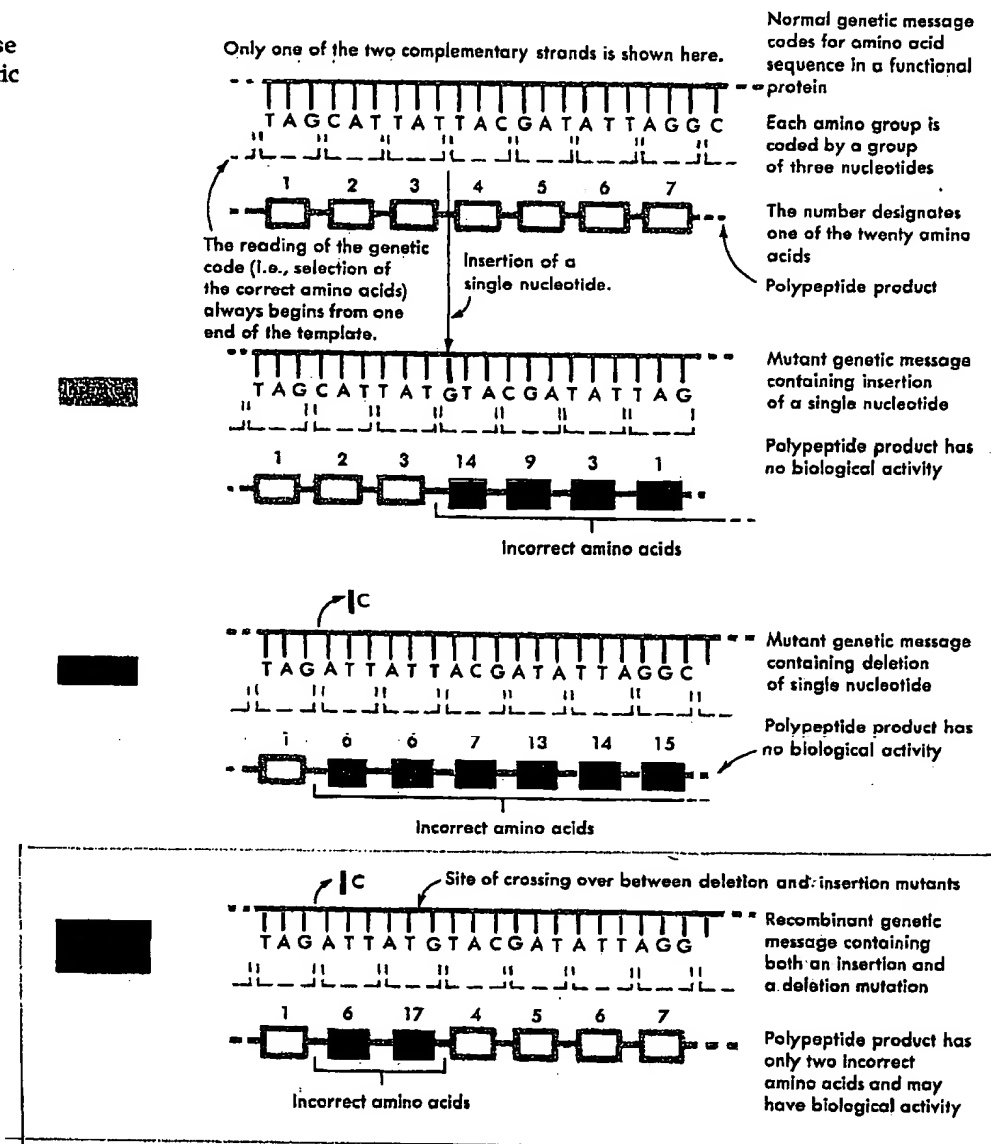 se
ic
Only one of the two complementary strands is shown here.
Normal genetic message
codes for amino acid
sequence in a functional
protein
T A G C A T T A T T A C G A T A T T A G G C
Each amino group is
coded by a group
of three nucleotides
1 2 3 4 5 6 7
The number designates
one of the twenty amino
acids
Polypeptide product
The reading of the genetic
code (i.e., selection of
the correct amino acids)
always begins from one
end of the template.
Insertion of a
single nucleotide.
T A G C A T T A T G T A C G A T A T T A G
Mutant genetic message
containing insertion
of a single nucleotide
1 2 3 14 9 3 1
Polypeptide product has
no biological activity
Incorrect amino acids
C
T A G A T T A T T A C G A T A T T A G G C
Mutant genetic message
containing deletion
of single nucleotide
1 6 6 7 13 14 15
Polypeptide product has
no biological activity
Incorrect amino acids
C
Site of crossing over between deletion and insertion mutants
T A G A T T A T G T A C G A T A T T A G G
Recombinant genetic
message containing
both an insertion and
a deletion mutation
1 6 17 4 5 6 7
Polypeptide product has
only two incorrect
amino acids and may
have biological activity
Incorrect amino acids